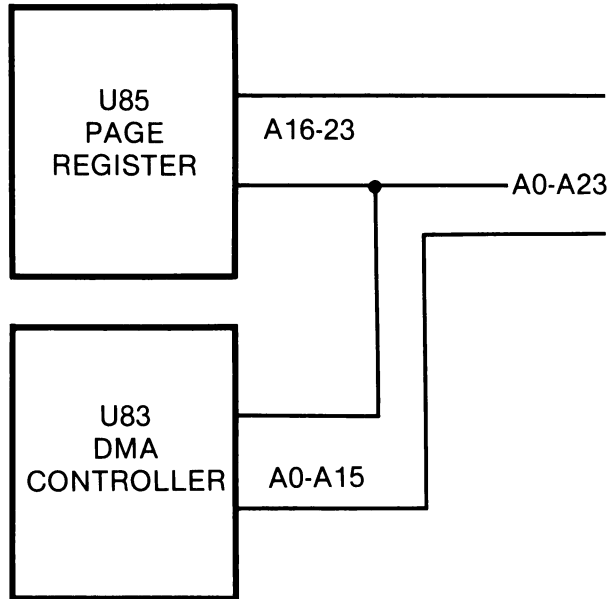 U85
PAGE
REGISTER
A16-23
A0-A23
U83
DMA
CONTROLLER
A0-A15